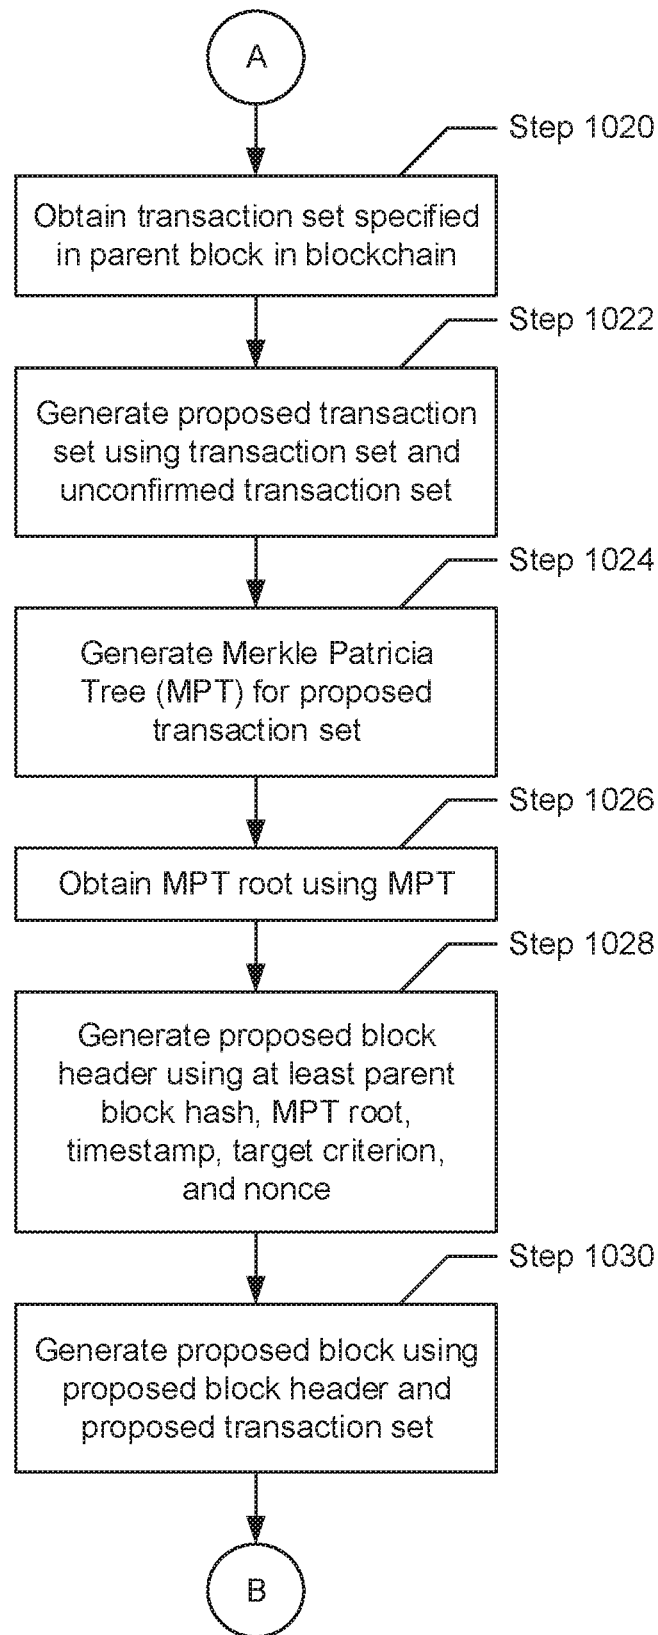 A
Step 1020
Obtain transaction set specified
in parent block in blockchain
Step 1022
Generate proposed transaction
set using transaction set and
unconfirmed transaction set
Step 1024
Generate Merkle Patricia
Tree (MPT) for proposed
transaction set
Step 1026
Obtain MPT root using MPT
Step 1028
Generate proposed block
header using at least parent
block hash, MPT root,
timestamp, target criterion,
and nonce
Step 1030
Generate proposed block using
proposed block header and
proposed transaction set
B